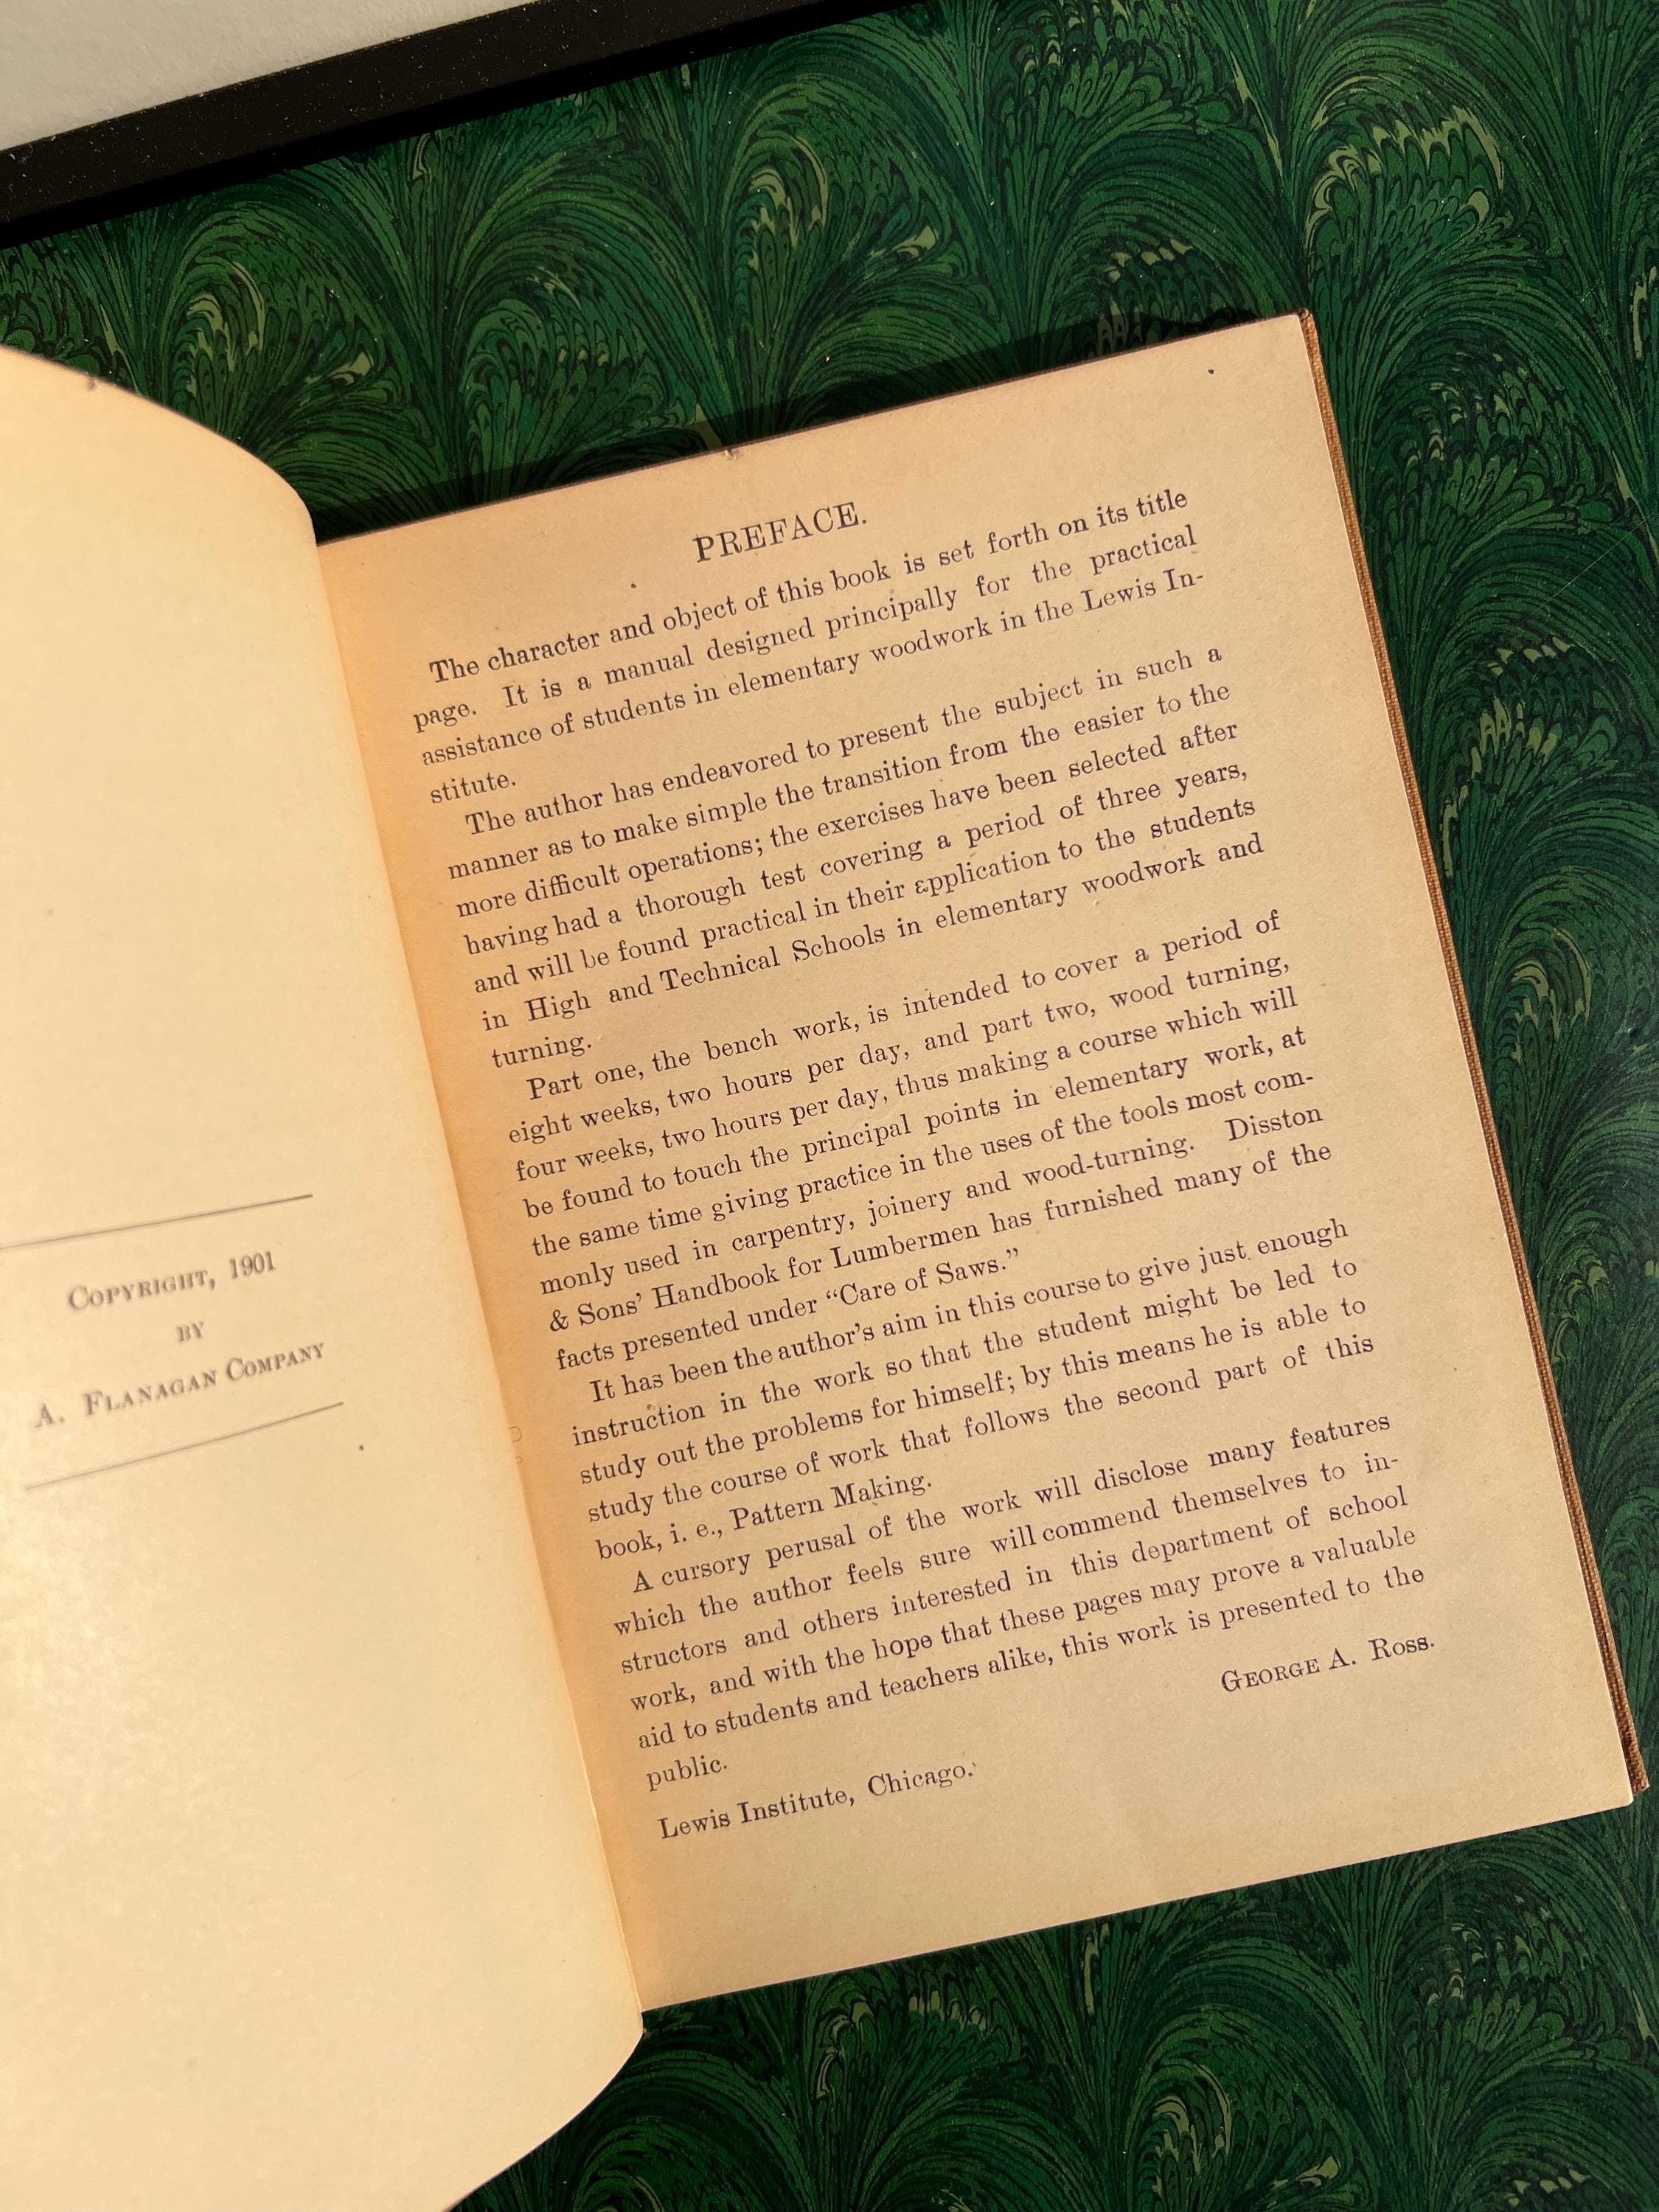 COPYRIGHT, 1901
BY
A. FLANAGAN COMPANY
PREFACE.
The character and object of this book is set forth on its title
page. It is a manual designed principally for the practical
assistance of students in elementary woodwork in the Lewis In-
stitute.
The author has endeavored to present the subject in such a
manner as to make simple the transition from the easier to the
more difficult operations; the exercises have been selected after
having had a thorough test covering a period of three years,
and will be found practical in their application to the students
in High and Technical Schools in elementary woodwork and
turning.
Part one, the bench work, is intended to cover a period of
eight weeks, two hours per day, and part two, wood turning,
four weeks, two hours per day, thus making a course which will
be found to touch the principal points in elementary work, at
the same time giving practice in the uses of the tools most com-
monly used in carpentry, joinery and wood-turning. Disston
& Sons' Handbook for Lumbermen has furnished many of the
facts presented under “Care of Saws.”
It has been the author's aim in this course to give just enough
instruction in the work so that the student might be led to
study out the problems for himself; by this means he is able to
study the course of work that follows the second part of this
book, i. e., Pattern Making.
A cursory perusal of the work will disclose many features
which the author feels sure will commend themselves to in-
structors and others interested in this department of school
work, and with the hope that these pages may prove a valuable
aid to students and teachers alike, this work is presented to the
public.
GEORGE A. ROSS.
Lewis Institute, Chicago.